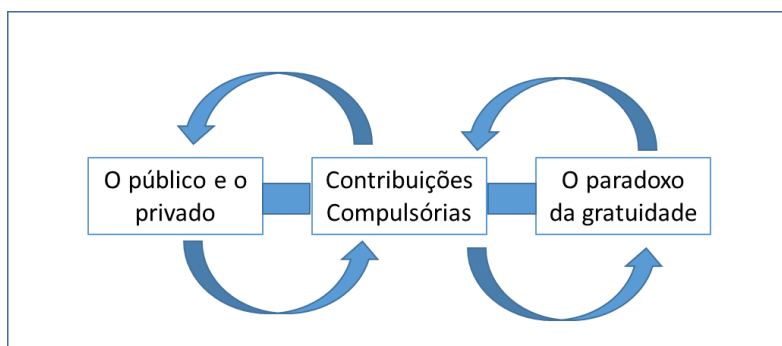 O público e o
privado
Contribuições
Compulsórias
O paradoxo
da gratuidade